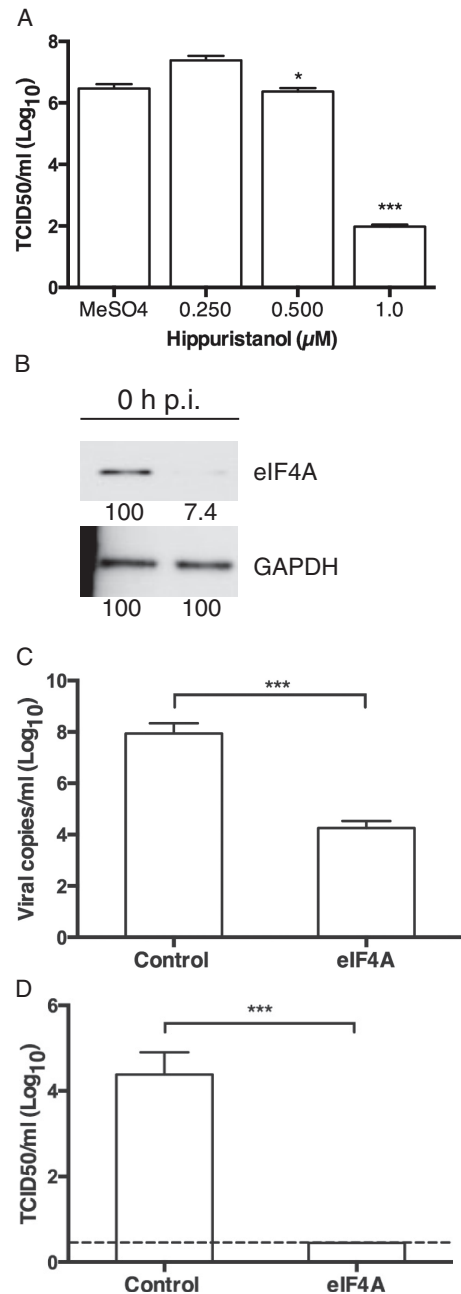 A
TCID50/ml (Log10)
8
6
4
2
0
*
***
MeSO4 0.250 0.500 1.0
Hippuristanol (µM)
B
0 h p.i.
eIF4A
100 7.4
GAPDH
100 100
C
Viral copies/ml (Log10)
10
8
6
4
2
0
***
Control eIF4A
D
TCID50/ml (Log10)
6
4
2
0
***
Control eIF4A